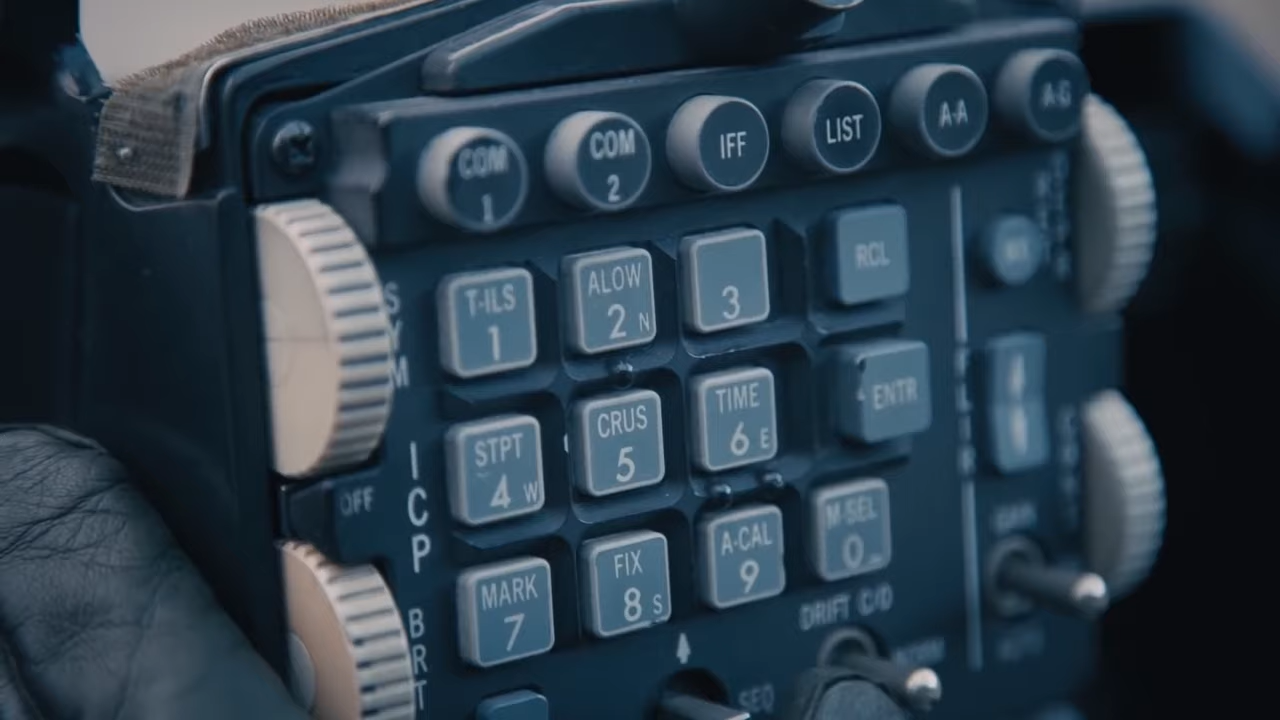 COM
1
COM
2
IFF
LIST
A-A
A-G
T-ILS
1
ALOW
2 N
3
RCL
SYM
STPT
4 W
CRUS
5
TIME
6 E
ENTR
OFF
ICP
MARK
7
FIX
8 S
A-CAL
9
M-SEL
0
BRT
DRIFT C/O
SEQ